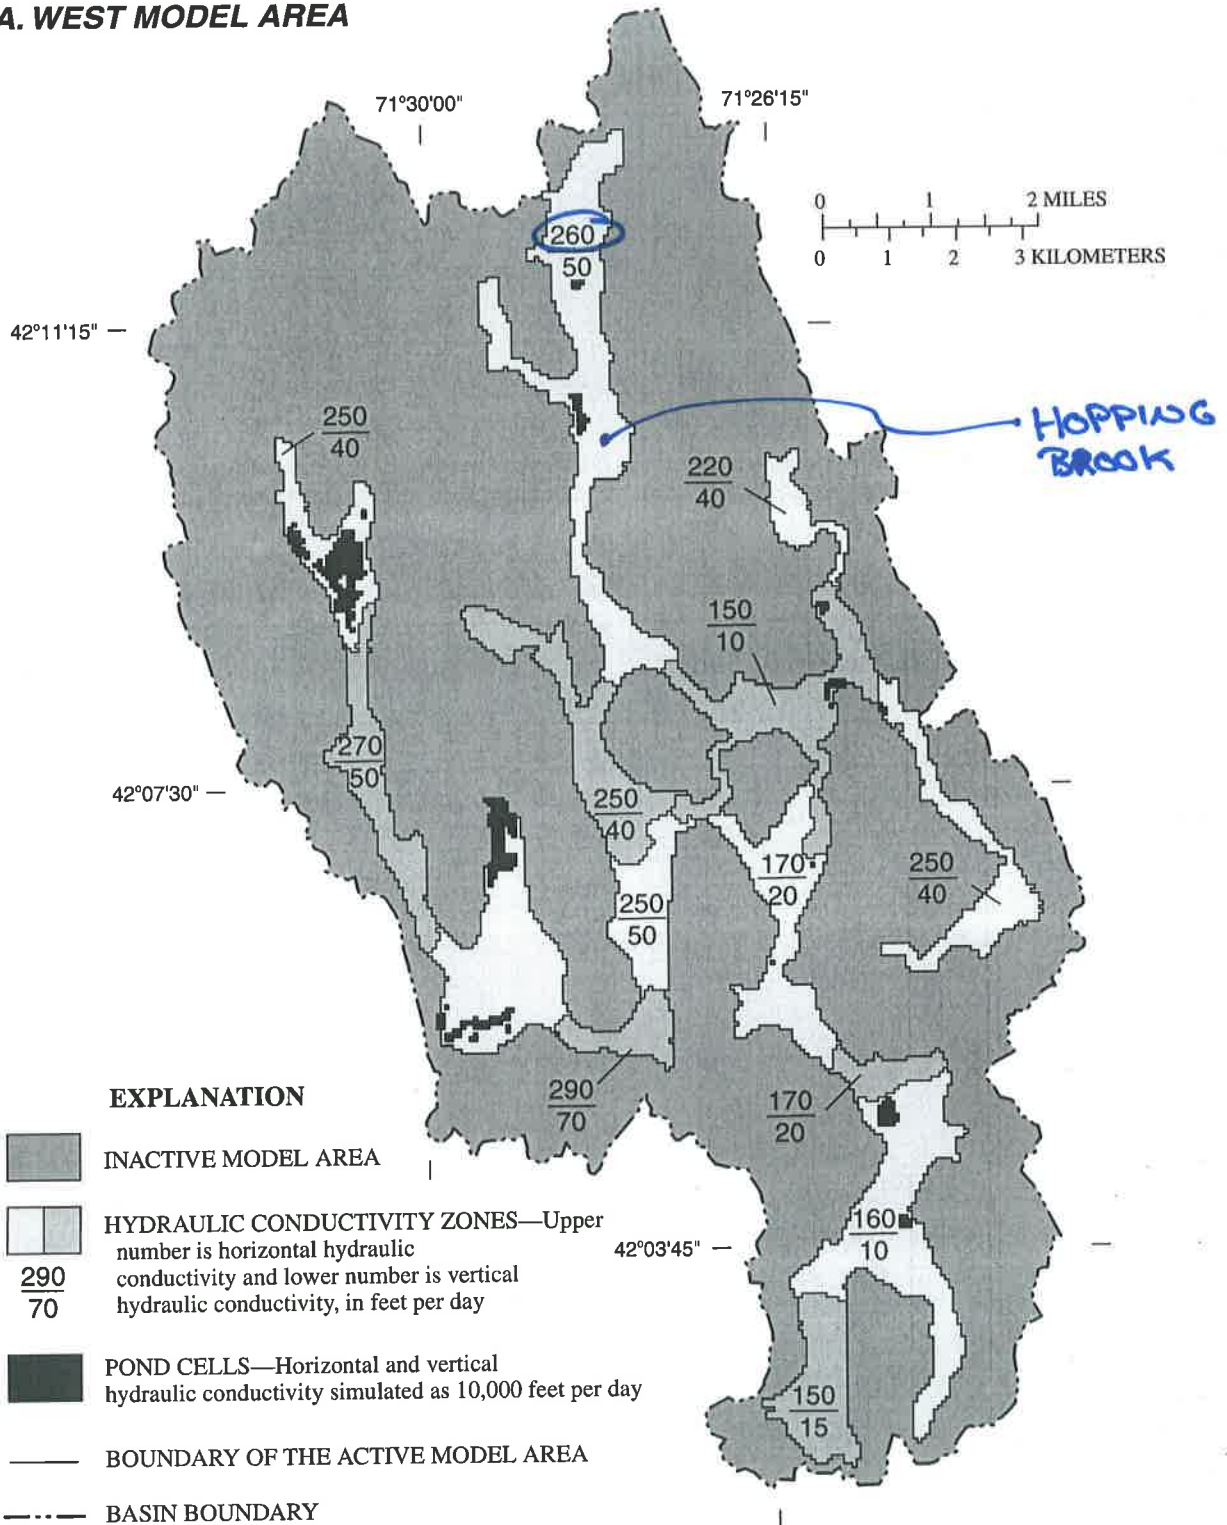 A. WEST MODEL AREA
71°30'00"
71°26'15"
0 1 2 MILES
0 1 2 3 KILOMETERS
260
50
42°11'15"
HOPPING
BROOK
250
40
220
40
150
10
270
50
42°07'30"
250
40
170
20
250
40
250
50
290
70
170
20
EXPLANATION
INACTIVE MODEL AREA
HYDRAULIC CONDUCTIVITY ZONES—Upper
number is horizontal hydraulic
290
conductivity and lower number is vertical
70
hydraulic conductivity, in feet per day
160
10
42°03'45"
POND CELLS—Horizontal and vertical
hydraulic conductivity simulated as 10,000 feet per day
150
15
BOUNDARY OF THE ACTIVE MODEL AREA
BASIN BOUNDARY